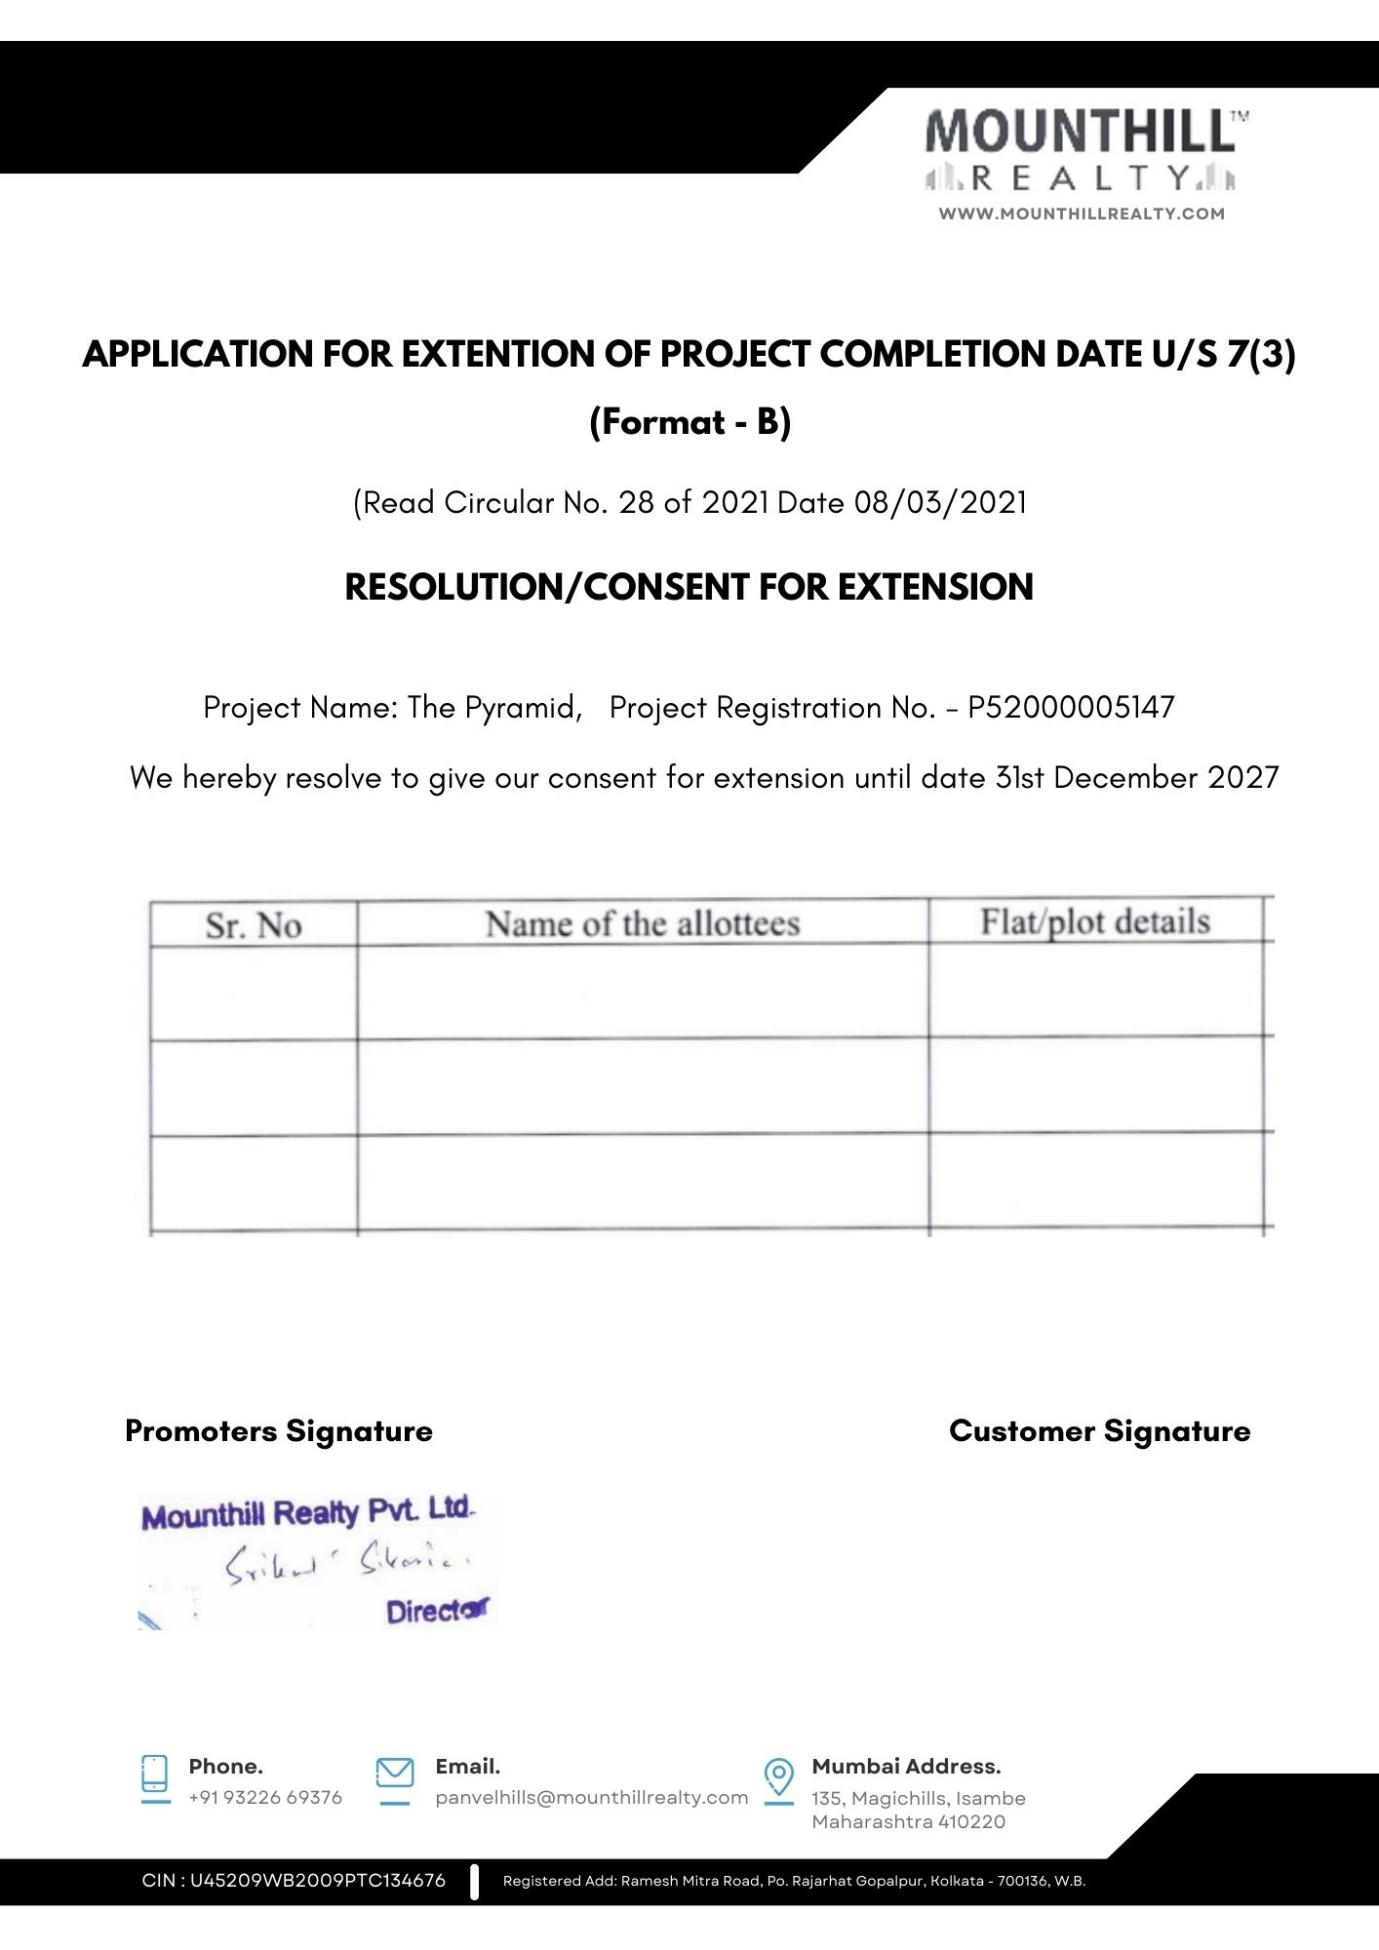 MOUNTHILL™
REALTY
WWW.MOUNTHILLREALTY.COM
APPLICATION FOR EXTENTION OF PROJECT COMPLETION DATE U/S 7(3)
(Format - B)
(Read Circular No. 28 of 2021 Date 08/03/2021
RESOLUTION/CONSENT FOR EXTENSION
Project Name: The Pyramid, Project Registration No. - P52000005147
We hereby resolve to give our consent for extension until date 31st December 2027
Sr. No Name of the allottees Flat/plot details
Promoters Signature Customer Signature
Mounthill Realty Pvt. Ltd.
Director
Phone. Email. Mumbai Address.
+91 93226 69376 panvelhills@mounthillrealty.com 135, Magichills, Isambe
Maharashtra 410220
CIN : U45209WB2009PTC134676 Registered Add: Ramesh Mitra Road, Po. Rajarhat Gopalpur, Kolkata - 700136, W.B.